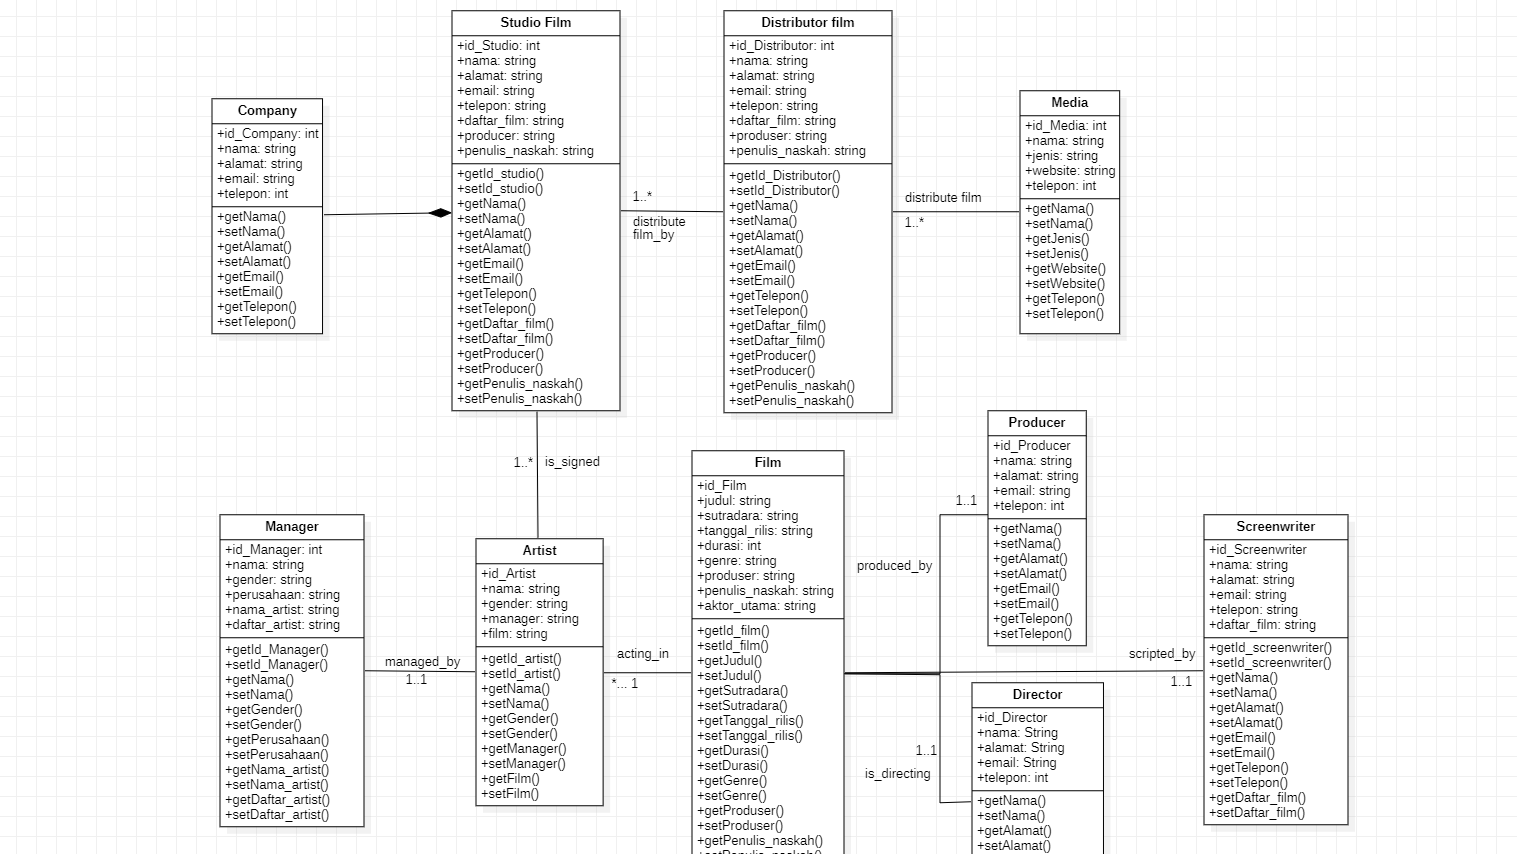 Studio Film
+id_Studio: int
+nama: string
+alamat: string
+email: string
+telepon: string
+daftar_film: string
+producer: string
+penulis_naskah: string
+getId_studio()
+setId_studio()
+getNama()
+setNama()
+getAlamat()
+setAlamat()
+getEmail()
+setEmail()
+getTelepon()
+setTelepon()
+getDaftar_film()
+setDaftar_film()
+getProducer()
+setProducer()
+getPenulis_naskah()
+setPenulis_naskah()
Distributor film
+id_Distributor: int
+nama: string
+alamat: string
+email: string
+telepon: string
+daftar_film: string
+produser: string
+penulis_naskah: string
+getId_Distributor()
+setId_Distributor()
+getNama()
+setNama()
+getAlamat()
+setAlamat()
+getEmail()
+setEmail()
+getTelepon()
+setTelepon()
+getDaftar_film()
+setDaftar_film()
+getProducer()
+setProducer()
+getPenulis_naskah()
+setPenulis_naskah()
Company
+id_Company: int
+nama: string
+alamat: string
+email: string
+telepon: int
+getNama()
+setNama()
+getAlamat()
+setAlamat()
+getEmail()
+setEmail()
+getTelepon()
+setTelepon()
1..*
distribute
film_by
distribute film
1..*
Media
+id_Media: int
+nama: string
+jenis: string
+website: string
+telepon: int
+getNama()
+setNama()
+getJenis()
+setJenis()
+getWebsite()
+setWebsite()
+getTelepon()
+setTelepon()
1..*
is_signed
Manager
+id_Manager: int
+nama: string
+gender: string
+perusahaan: string
+nama_artist: string
+daftar_artist: string
+getId_Manager()
+setId_Manager()
+getNama()
+setNama()
+getGender()
+setGender()
+getPerusahaan()
+setPerusahaan()
+getNama_artist()
+setNama_artist()
+getDaftar_artist()
+setDaftar_artist()
managed_by
1..1
Artist
+id_Artist
+nama: string
+gender: string
+manager: string
+film: string
+getId_artist()
+setId_artist()
+getNama()
+setNama()
+getGender()
+setGender()
+getManager()
+setManager()
+getFilm()
+setFilm()
acting_in
*... 1
Film
+id_Film
+judul: string
+sutradara: string
+tanggal_rilis: string
+durasi: int
+genre: string
+produser: string
+penulis_naskah: string
+aktor_utama: string
+getId_film()
+setId_film()
+getJudul()
+setJudul()
+getSutradara()
+setSutradara()
+getTanggal_rilis()
+setTanggal_rilis()
+getDurasi()
+setDurasi()
+getGenre()
+setGenre()
+getProduser()
+setProduser()
+getPenulis_naskah()
1..1
produced_by
Producer
+id_Producer
+nama: string
+alamat: string
+email: string
+telepon: int
+getNama()
+setNama()
+getAlamat()
+setAlamat()
+getEmail()
+setEmail()
+getTelepon()
+setTelepon()
scripted_by
1..1
Screenwriter
+id_Screenwriter
+nama: string
+alamat: string
+email: string
+telepon: string
+daftar_film: string
+getId_screenwriter()
+setId_screenwriter()
+getNama()
+setNama()
+getAlamat()
+setAlamat()
+getEmail()
+setEmail()
+getTelepon()
+setTelepon()
+getDaftar_film()
+setDaftar_film()
1..1
is_directing
Director
+id_Director
+nama: String
+alamat: String
+email: String
+telepon: int
+getNama()
+setNama()
+getAlamat()
+setAlamat()